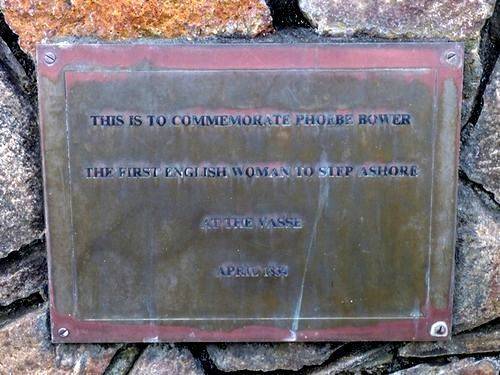 THIS IS TO COMMEMORATE PHOEBE BOWER
THE FIRST ENGLISH WOMAN TO STEP ASHORE
AT THE VASSE
APRIL 1834